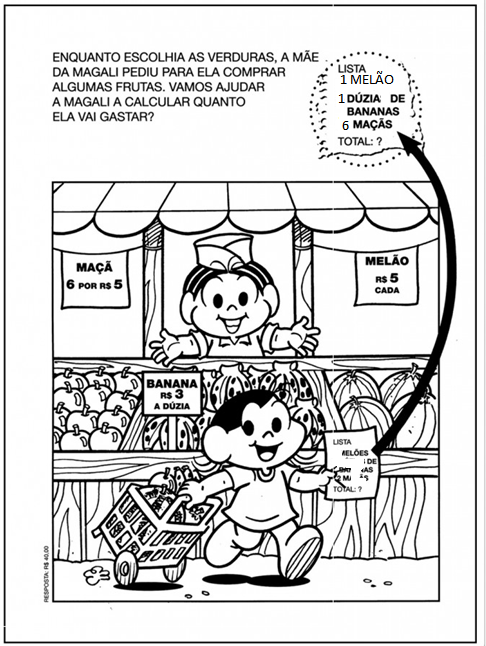 ENQUANTO ESCOLHIA AS VERDURAS, A MÃE
DA MAGALI PEDIU PARA ELA COMPRAR
ALGUMAS FRUTAS. VAMOS AJUDAR
A MAGALI A CALCULAR QUANTO
ELA VAI GASTAR?
LISTA
1 MELÃO
1 DÚZIA DE
BANANAS
6 MAÇÃS
TOTAL: ?
MAÇÃ
6 POR R$ 5
MELÃO
R$ 5
CADA
BANANA
R$ 3
A DÚZIA
LISTA
MELÕES
DE
TOTAL: ?
RESPOSTA: R$ 40,00